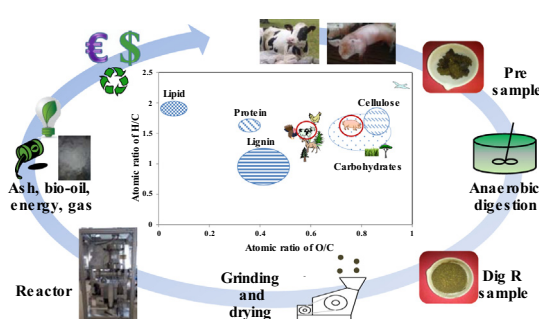 € $
Pre
sample
Anaerobic
digestion
Dig R
sample
Grinding
and
drying
Reactor
Ash, bio-oil,
energy, gas
Atomic ratio of H/C
2.5
2
1.5
1
0.5
0
0
0.2
0.4
0.6
0.8
1
Atomic ratio of O/C
Lipid
Protein
Lignin
Cellulose
Carbohydrates